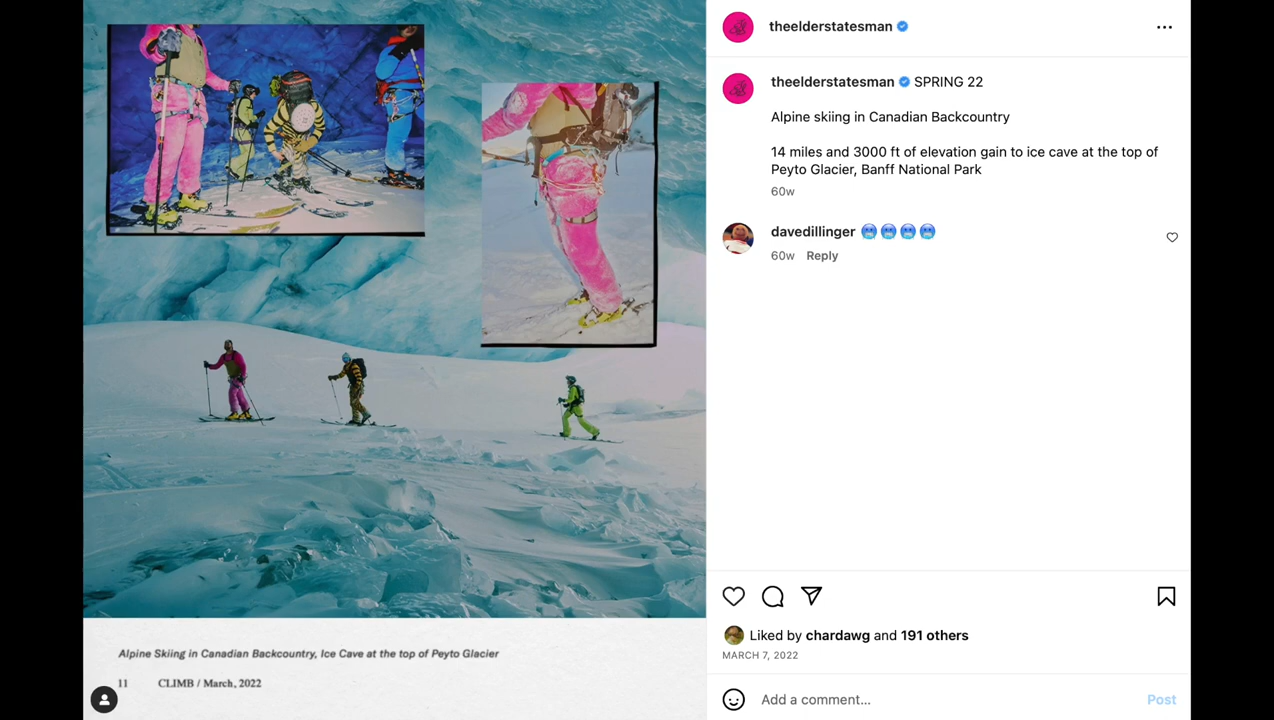 theelderstatesman
theelderstatesman SPRING 22
Alpine skiing in Canadian Backcountry
14 miles and 3000 ft of elevation gain to ice cave at the top of
Peyto Glacier, Banff National Park
60w
davedillinger 🥶🥶🥶🥶
60w Reply
Liked by chardawg and 191 others
MARCH 7, 2022
Add a comment...
Post
Alpine Skiing in Canadian Backcountry, Ice Cave at the top of Peyto Glacier
11 CLIMB / March, 2022